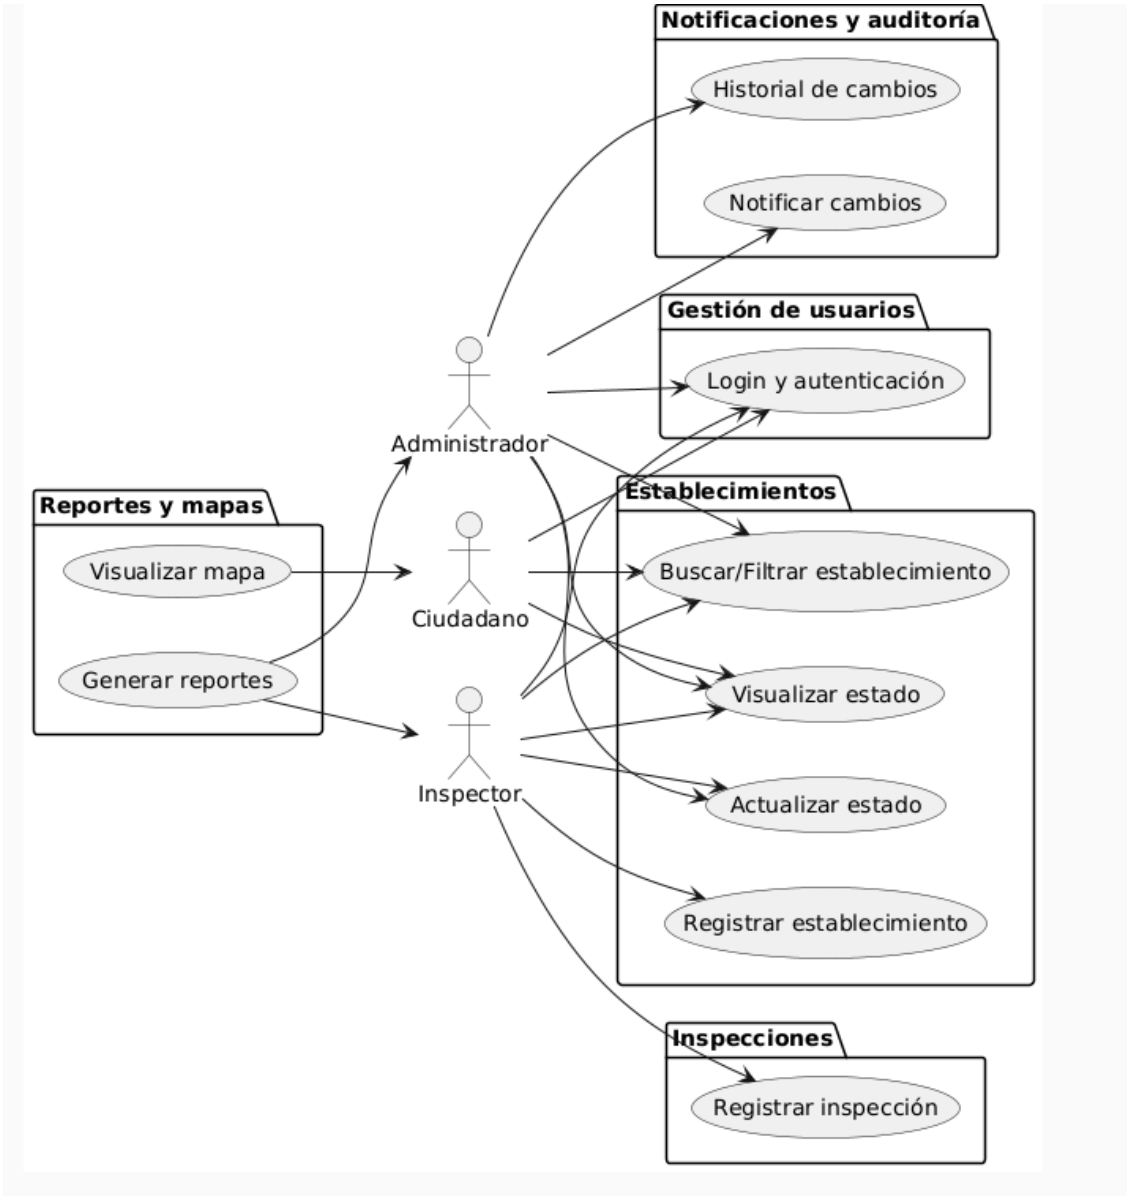 Notificaciones y auditoría
Historial de cambios
Notificar cambios
Gestión de usuarios
Login y autenticación
Administrador
Reportes y mapas
Visualizar mapa
Generar reportes
Ciudadano
Inspector
Establecimientos
Buscar/Filtrar establecimiento
Visualizar estado
Actualizar estado
Registrar establecimiento
Inspecciones
Registrar inspección